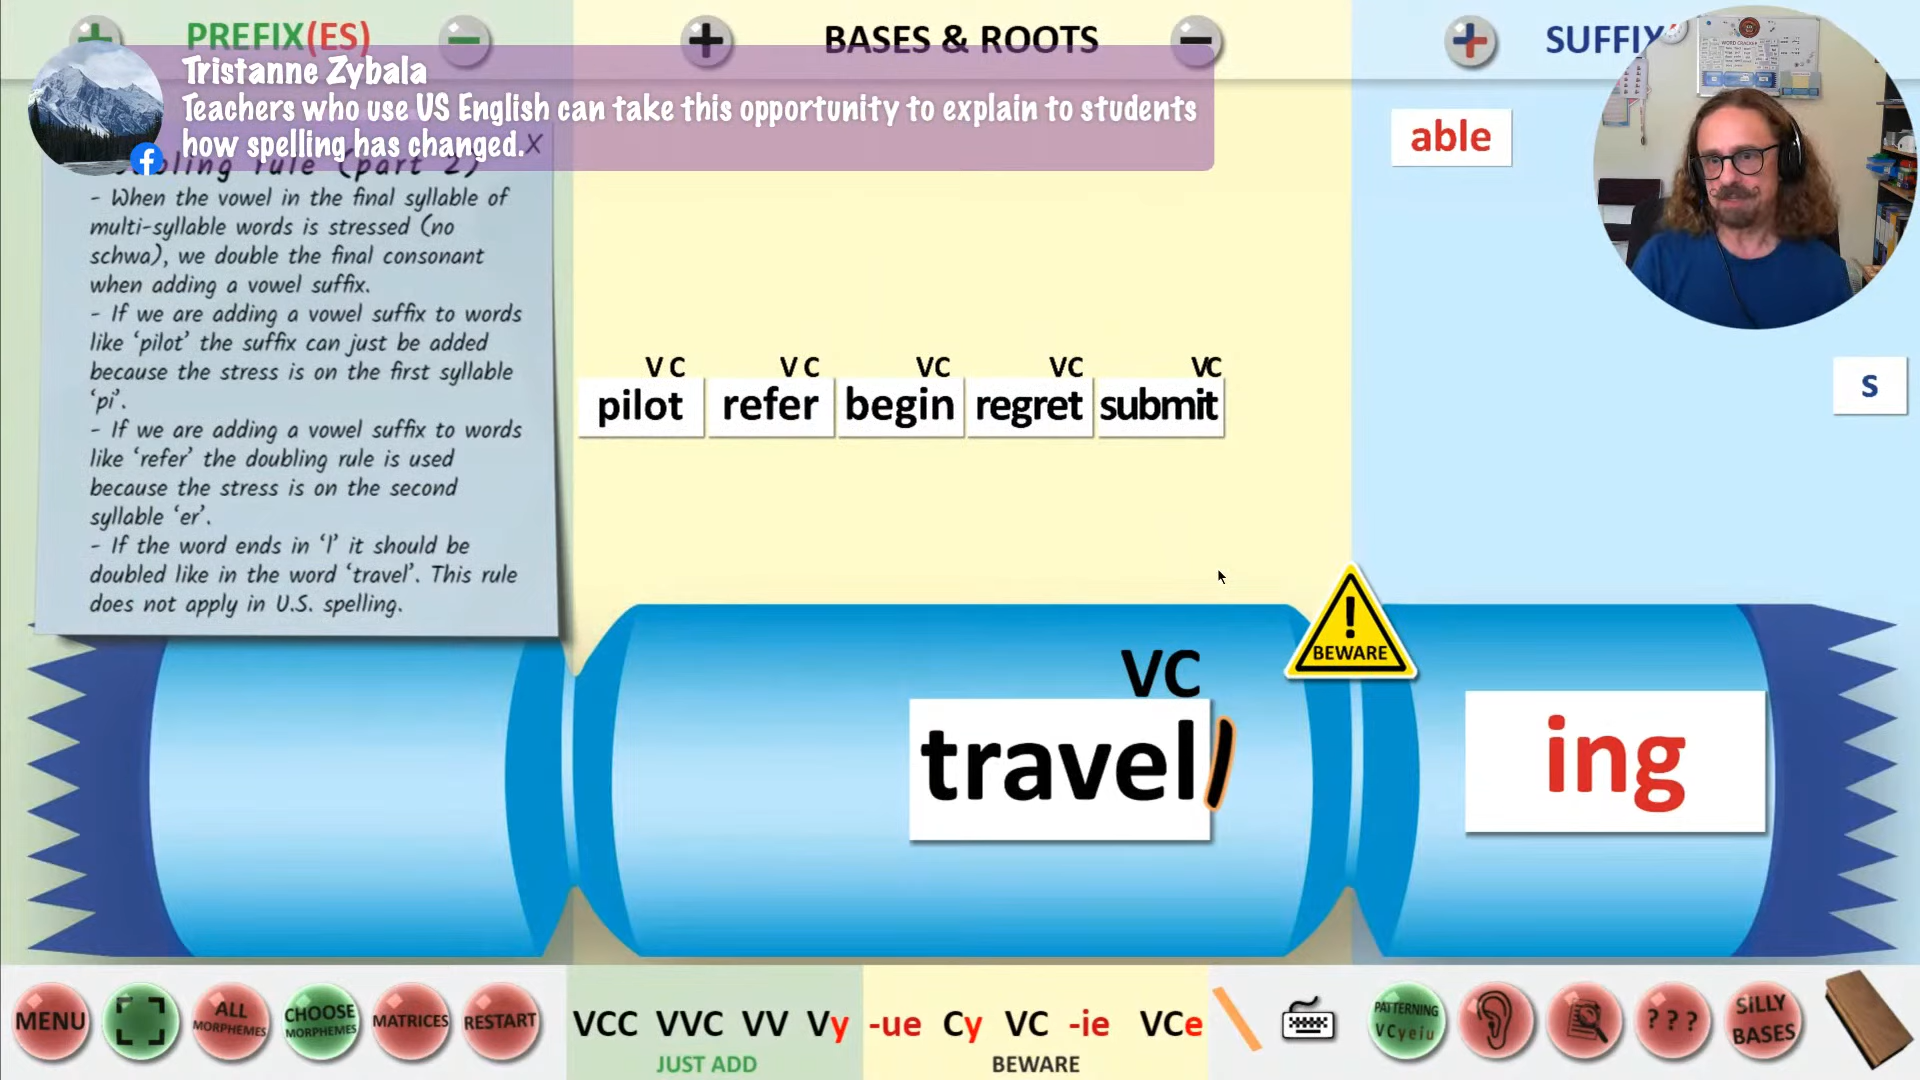 PREFIX(ES)
BASES & ROOTS
SUFFIX
Tristanne Zybala
Teachers who use US English can take this opportunity to explain to students
how spelling has changed.
X
bling rule (part 2)
- When the vowel in the final syllable of
multi-syllable words is stressed (no
schwa), we double the final consonant
when adding a vowel suffix.
- If we are adding a vowel suffix to words
like ‘pilot’ the suffix can just be added
because the stress is on the first syllable
‘pi’.
- If we are adding a vowel suffix to words
like ‘refer’ the doubling rule is used
because the stress is on the second
syllable ‘er’.
- If the word ends in ‘l’ it should be
doubled like in the word ‘travel’. This rule
does not apply in U.S. spelling.
able
V C V C VC VC VC
pilot refer begin regret submit
s
! BEWARE
VC
travel l
ing
MENU
ALL MORPHEMES
CHOOSE MORPHEMES
MATRICES
RESTART
VCC VVC VV Vy
JUST ADD
-ue Cy VC -ie VCe
BEWARE
PATTERNING VCyeiu
? ? ?
SiLLY BASES